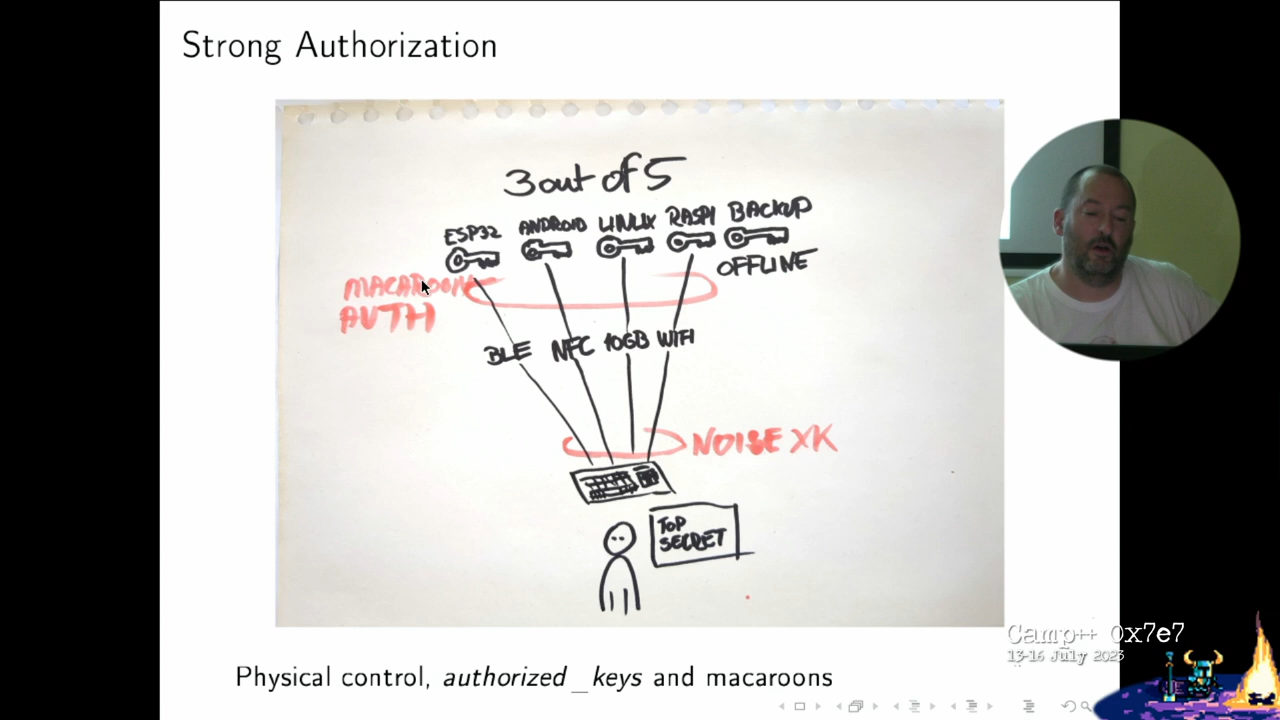 Strong Authorization
3 out of 5
ESP32 ANDROID LINUX RASPI BACKUP
OFFLINE
MACAROON
AUTH
BLE NFC 10GB WIFI
NOISE XK
TOP
SECRET
Physical control, authorized_keys and macaroons
Camp++ 0x7e7
13-16 July 2023